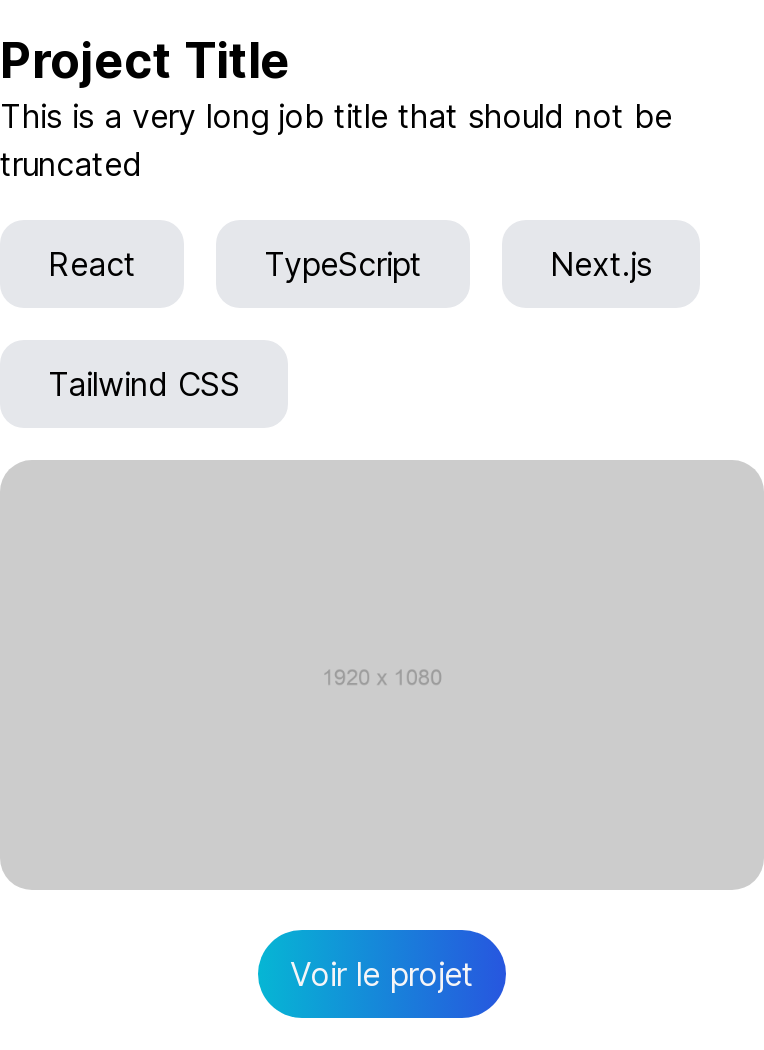 Project Title
This is a very long job title that should not be
truncated
React TypeScript Next.js
Tailwind CSS
1920 x 1080
Voir le projet